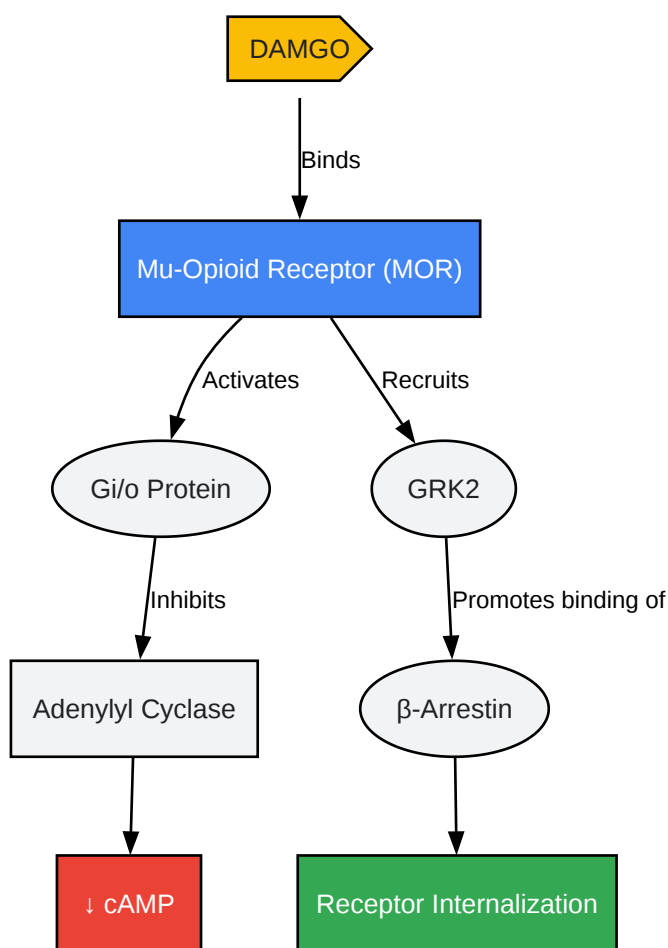 DAMGO
Binds
Mu-Opioid Receptor (MOR)
Activates
Recruits
Gi/o Protein
GRK2
Inhibits
Promotes binding of
Adenylyl Cyclase
β-Arrestin
↓ cAMP
Receptor Internalization